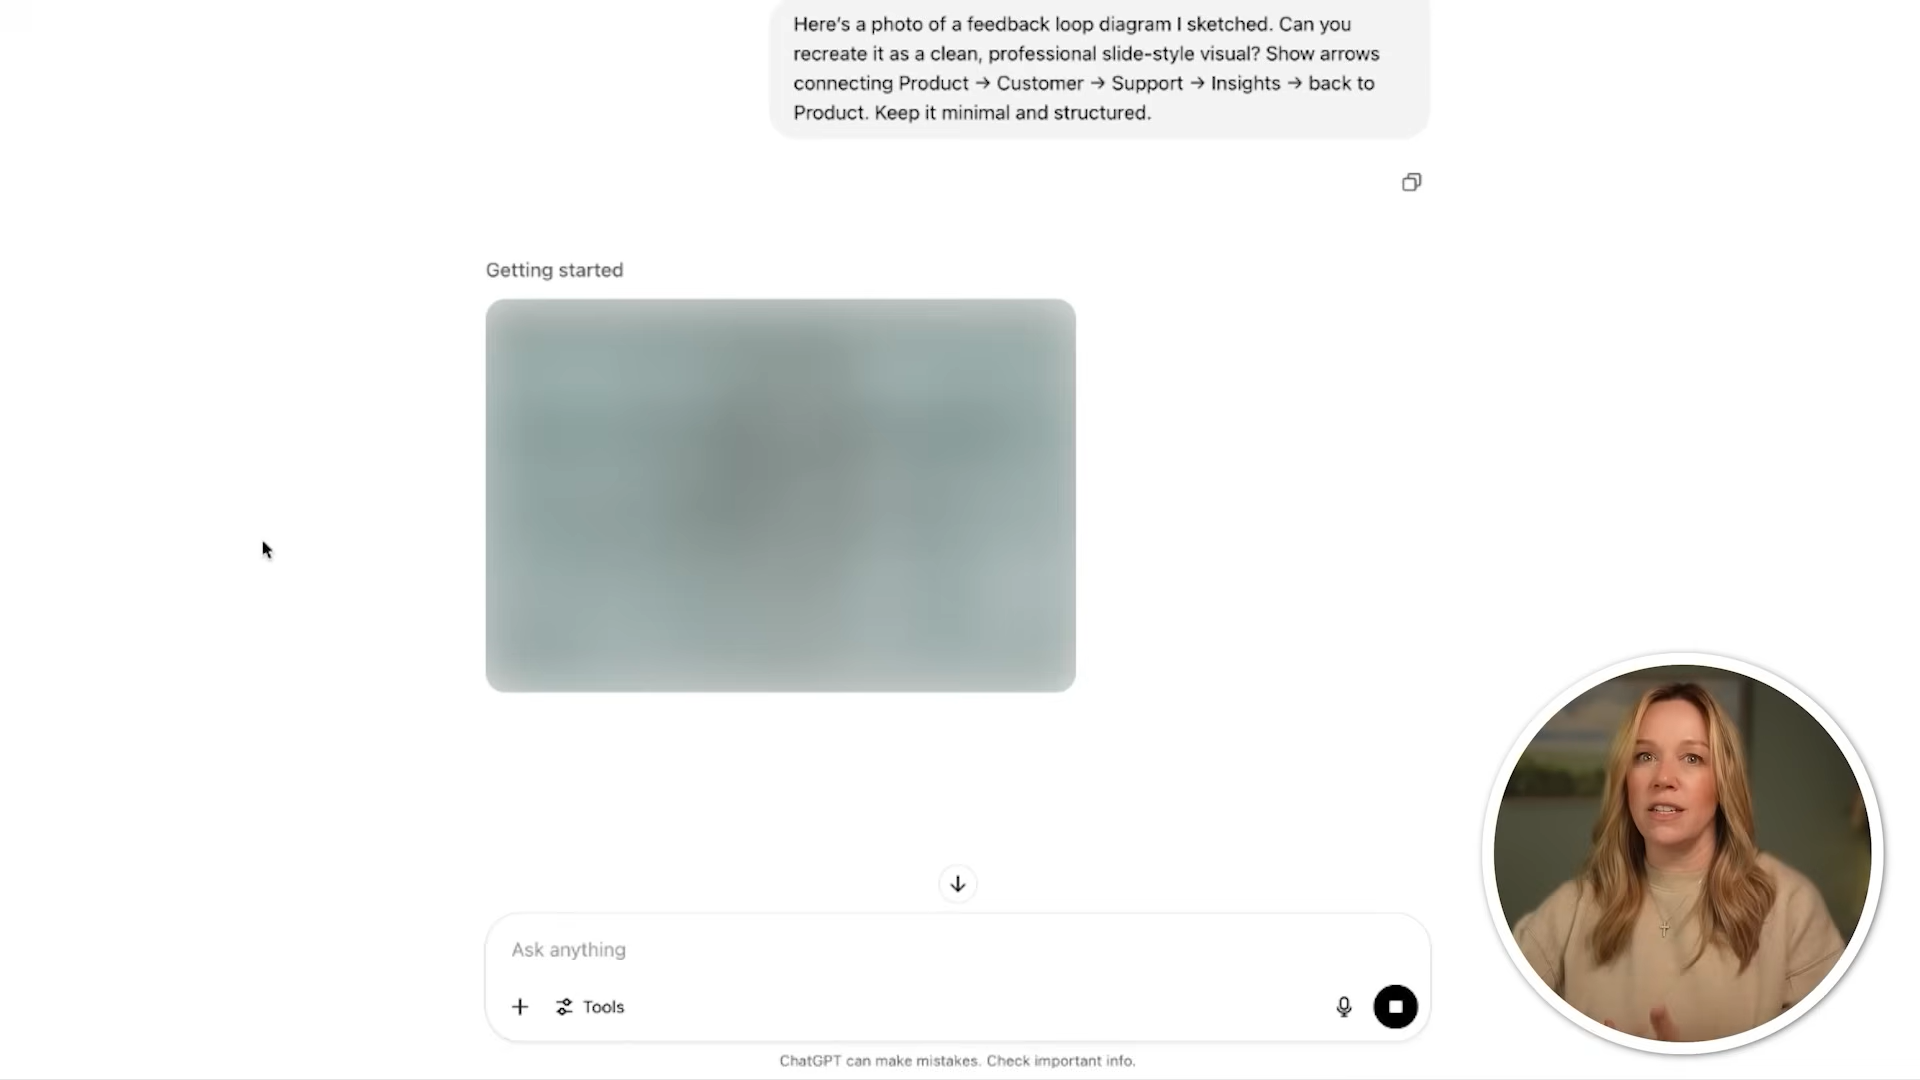 Here's a photo of a feedback loop diagram I sketched. Can you
recreate it as a clean, professional slide-style visual? Show arrows
connecting Product → Customer → Support → Insights → back to
Product. Keep it minimal and structured.
Getting started
Ask anything
Tools
ChatGPT can make mistakes. Check important info.